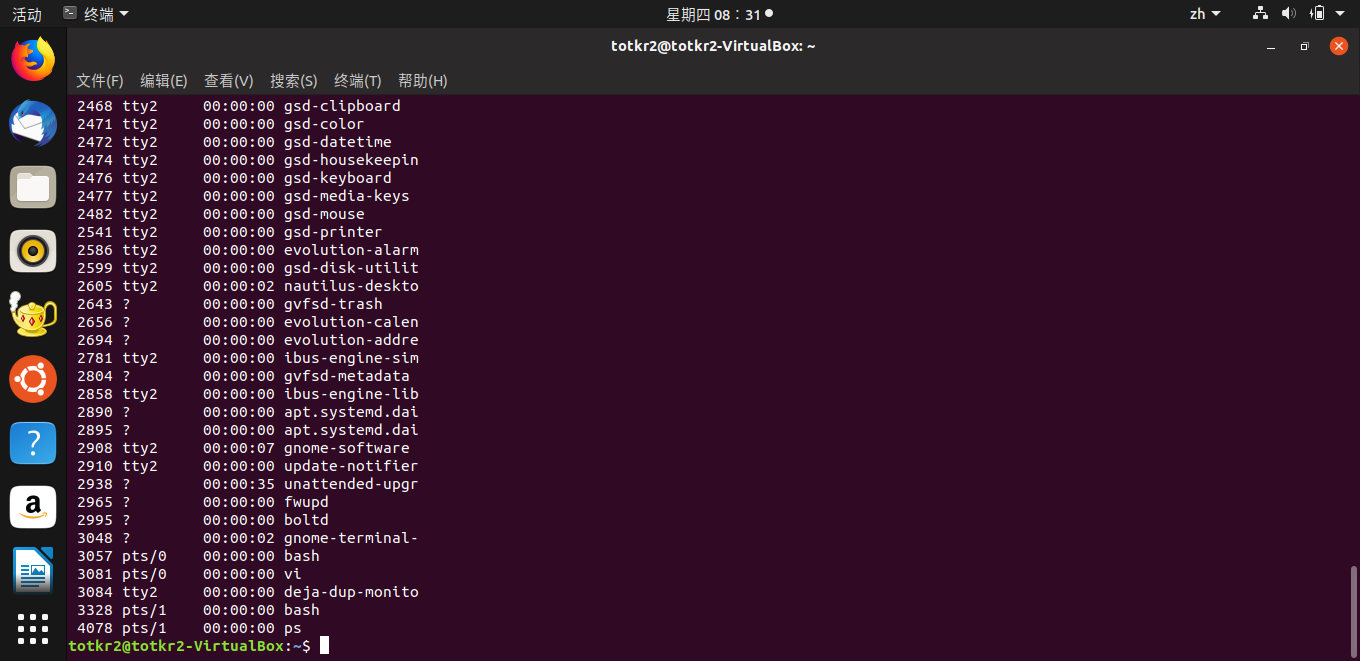 活动 终端 星期四 08：31 zh
totkr2@totkr2-VirtualBox: ~
文件(F) 编辑(E) 查看(V) 搜索(S) 终端(T) 帮助(H)
2468 tty2 00:00:00 gsd-clipboard
2471 tty2 00:00:00 gsd-color
2472 tty2 00:00:00 gsd-datetime
2474 tty2 00:00:00 gsd-housekeepin
2476 tty2 00:00:00 gsd-keyboard
2477 tty2 00:00:00 gsd-media-keys
2482 tty2 00:00:00 gsd-mouse
2541 tty2 00:00:00 gsd-printer
2586 tty2 00:00:00 evolution-alarm
2599 tty2 00:00:00 gsd-disk-utilit
2605 tty2 00:00:02 nautilus-deskto
2643 ? 00:00:00 gvfsd-trash
2656 ? 00:00:00 evolution-calen
2694 ? 00:00:00 evolution-addre
2781 tty2 00:00:00 ibus-engine-sim
2804 ? 00:00:00 gvfsd-metadata
2858 tty2 00:00:00 ibus-engine-lib
2890 ? 00:00:00 apt.systemd.dai
2895 ? 00:00:00 apt.systemd.dai
2908 tty2 00:00:07 gnome-software
2910 tty2 00:00:00 update-notifier
2938 ? 00:00:35 unattended-upgr
2965 ? 00:00:00 fwupd
2995 ? 00:00:00 boltd
3048 ? 00:00:02 gnome-terminal-
3057 pts/0 00:00:00 bash
3081 pts/0 00:00:00 vi
3084 tty2 00:00:00 deja-dup-monito
3328 pts/1 00:00:00 bash
4078 pts/1 00:00:00 ps
totkr2@totkr2-VirtualBox:~$